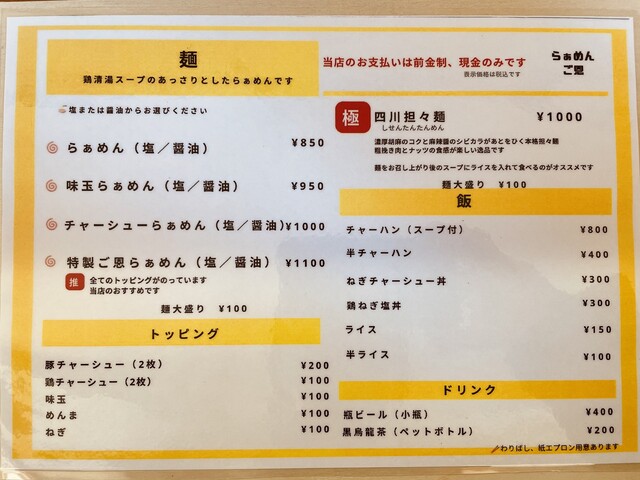 麺
鶏清湯スープのあっさりとしたらぁめんです
塩または醤油からお選びください
らぁめん（塩／醤油） ¥850
味玉らぁめん（塩／醤油） ¥950
チャーシューらぁめん（塩／醤油） ¥1000
特製ご恩らぁめん（塩／醤油） ¥1100
推 全てのトッピングがのっています
当店のおすすめです
麺大盛り ¥100
トッピング
豚チャーシュー（2枚） ¥200
鶏チャーシュー（2枚） ¥100
味玉 ¥100
めんま ¥100
ねぎ ¥100
当店のお支払いは前金制、現金のみです
表示価格は税込です
らぁめん
ご恩
極 四川担々麺 ¥1000
しせんたんたんめん
濃厚胡麻のコクと麻辣醤のシビカラがあとをひく本格担々麺
粗挽き肉とナッツの食感が楽しい逸品です
麺をお召し上がり後のスープにライスを入れて食べるのがオススメです
麺大盛り ¥100
飯
チャーハン（スープ付） ¥800
半チャーハン ¥400
ねぎチャーシュー丼 ¥300
鶏ねぎ塩丼 ¥300
ライス ¥150
半ライス ¥100
ドリンク
瓶ビール（小瓶） ¥400
黒烏龍茶（ペットボトル） ¥200
わりばし、紙エプロン用意あります